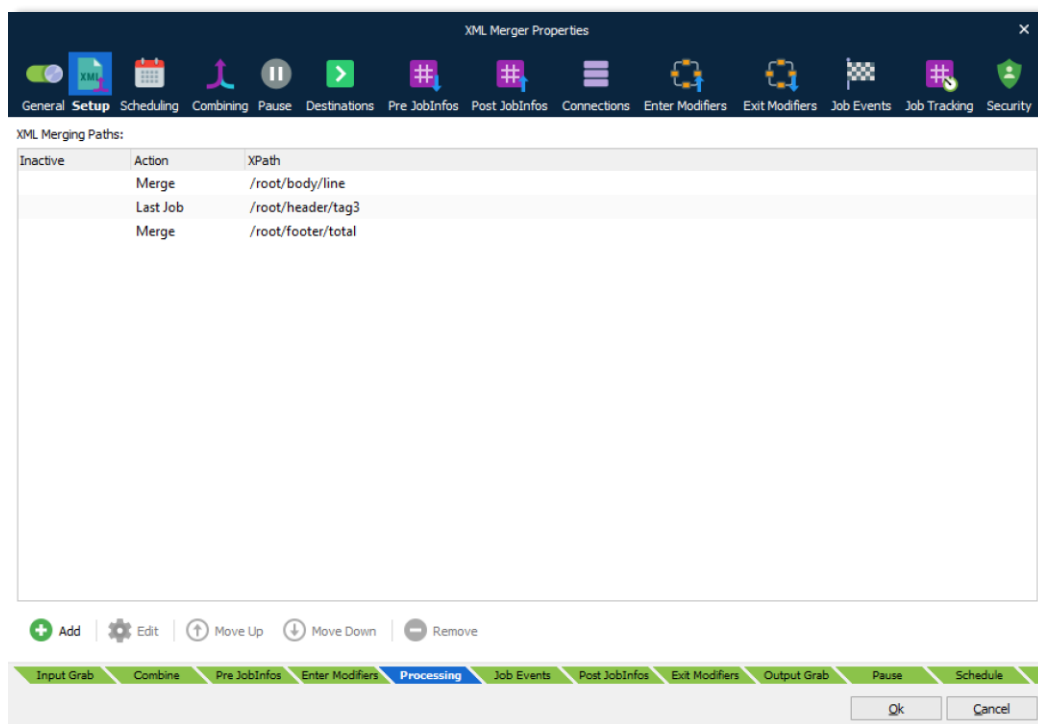 XML Merger Properties
General Setup Scheduling Combining Pause Destinations Pre JobInfos Post JobInfos Connections Enter Modifiers Exit Modifiers Job Events Job Tracking Security
XML Merging Paths:
Inactive Action XPath
Merge /root/body/line
Last Job /root/header/tag3
Merge /root/footer/total
Add Edit Move Up Move Down Remove
Input Grab Combine Pre JobInfos Enter Modifiers Processing Job Events Post JobInfos Exit Modifiers Output Grab Pause Schedule
Ok Cancel